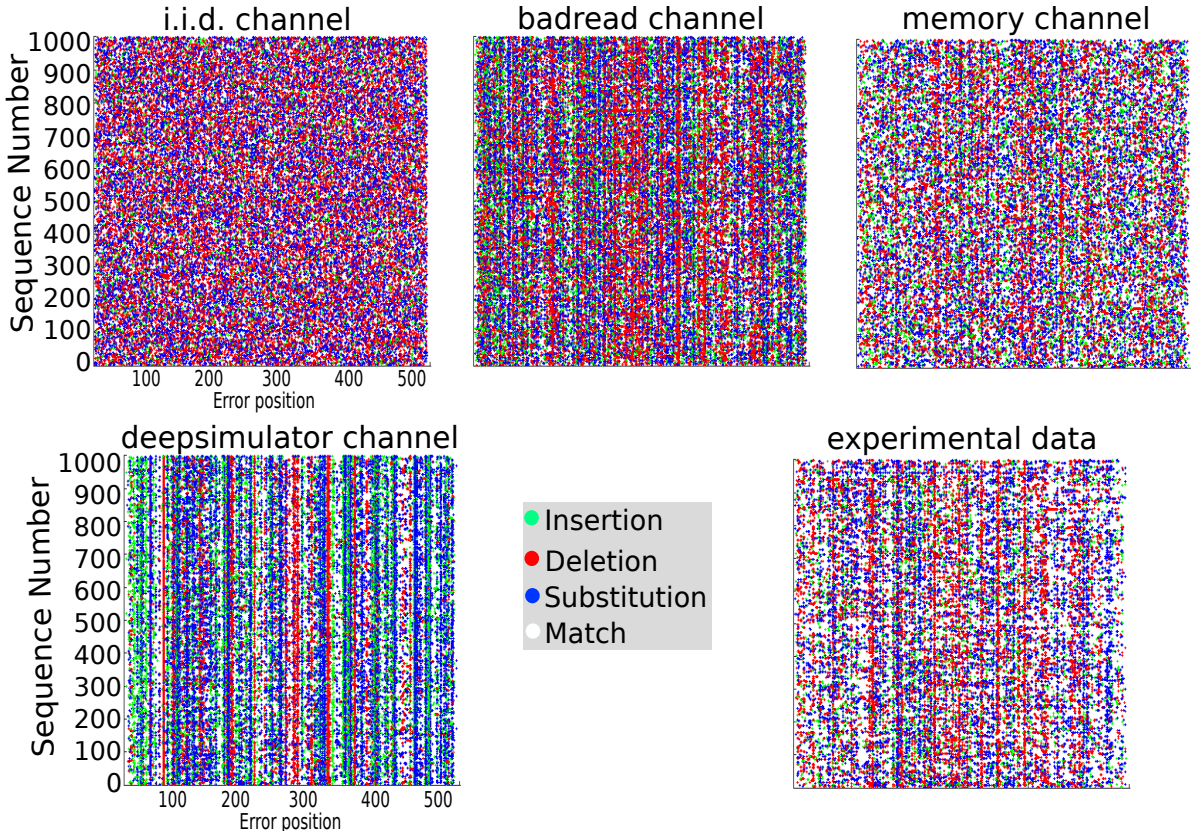 i.i.d. channel
badread channel
memory channel
Sequence Number
1000
900
800
700
600
500
400
300
200
100
0
100 200 300 400 500
Error position
deepsimulator channel
experimental data
Sequence Number
1000
900
800
700
600
500
400
300
200
100
0
100 200 300 400 500
Error position
Insertion
Deletion
Substitution
Match